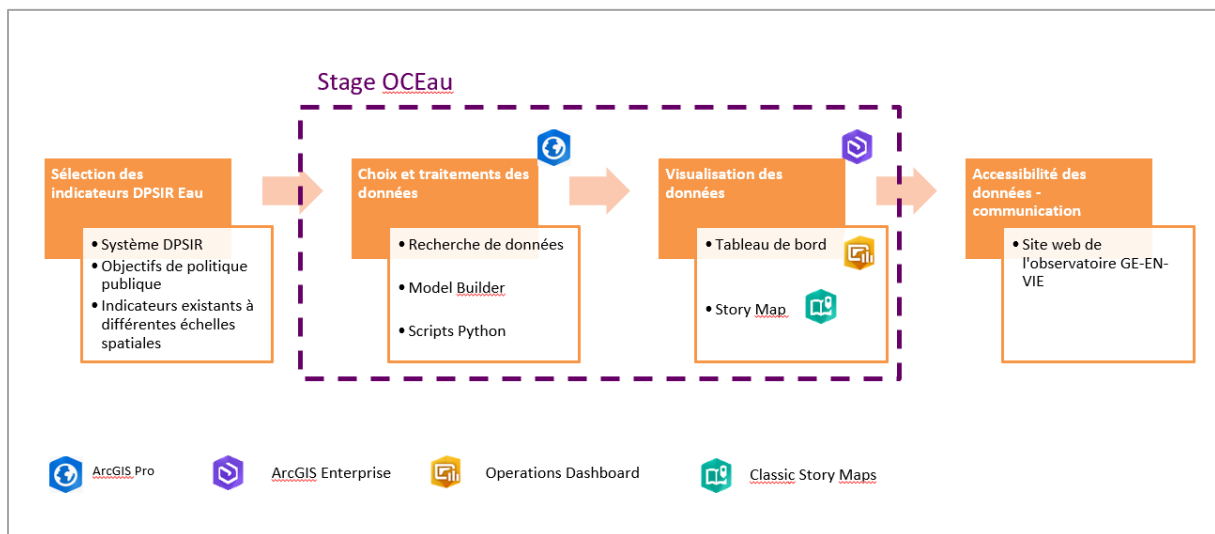 Stage OCEau
Sélection des
indicateurs DPSIR Eau
• Système DPSIR
• Objectifs de politique
publique
• Indicateurs existants à
différentes échelles
spatiales
Choix et traitements des
données
• Recherche de données
• Model Builder
• Scripts Python
Visualisation des
données
• Tableau de bord
• Story Map
Accessibilité des
données -
communication
• Site web de
l'observatoire GE-EN-
VIE
ArcGIS Pro
ArcGIS Enterprise
Operations Dashboard
Classic Story Maps